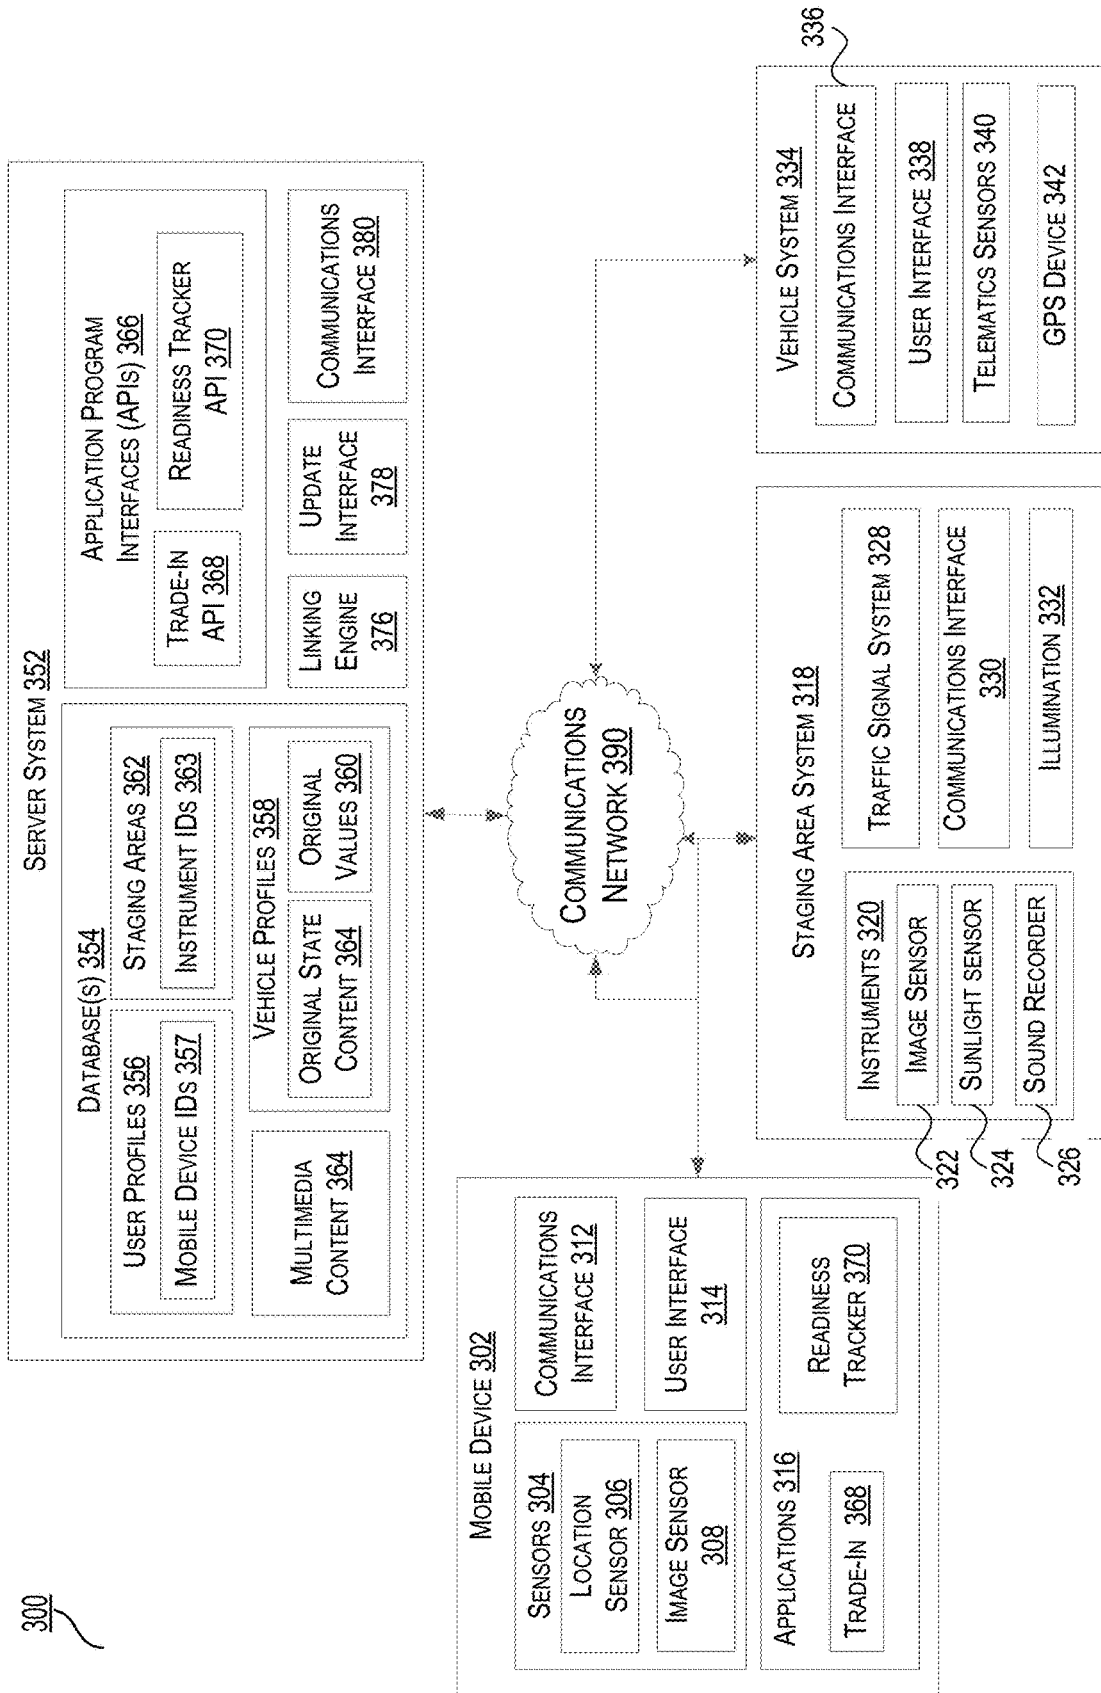 300
SERVER SYSTEM 352
DATABASE(S) 354
USER PROFILES 356
MOBILE DEVICE IDS 357
STAGING AREAS 362
INSTRUMENT IDS 363
MULTIMEDIA
CONTENT 364
VEHICLE PROFILES 358
ORIGINAL STATE
CONTENT 364
ORIGINAL
VALUES 360
APPLICATION PROGRAM
INTERFACES (APIS) 366
TRADE-IN
API 368
READINESS TRACKER
API 370
LINKING
ENGINE
376
UPDATE
INTERFACE
378
COMMUNICATIONS
INTERFACE 380
COMMUNICATIONS
NETWORK 390
MOBILE DEVICE 302
SENSORS 304
LOCATION
SENSOR 306
IMAGE SENSOR
308
COMMUNICATIONS
INTERFACE 312
USER INTERFACE
314
APPLICATIONS 316
TRADE-IN 368
READINESS
TRACKER 370
STAGING AREA SYSTEM 318
INSTRUMENTS 320
IMAGE SENSOR
322
SUNLIGHT SENSOR
324
SOUND RECORDER
326
TRAFFIC SIGNAL SYSTEM 328
COMMUNICATIONS INTERFACE
330
ILLUMINATION 332
VEHICLE SYSTEM 334
COMMUNICATIONS INTERFACE
336
USER INTERFACE 338
TELEMATICS SENSORS 340
GPS DEVICE 342